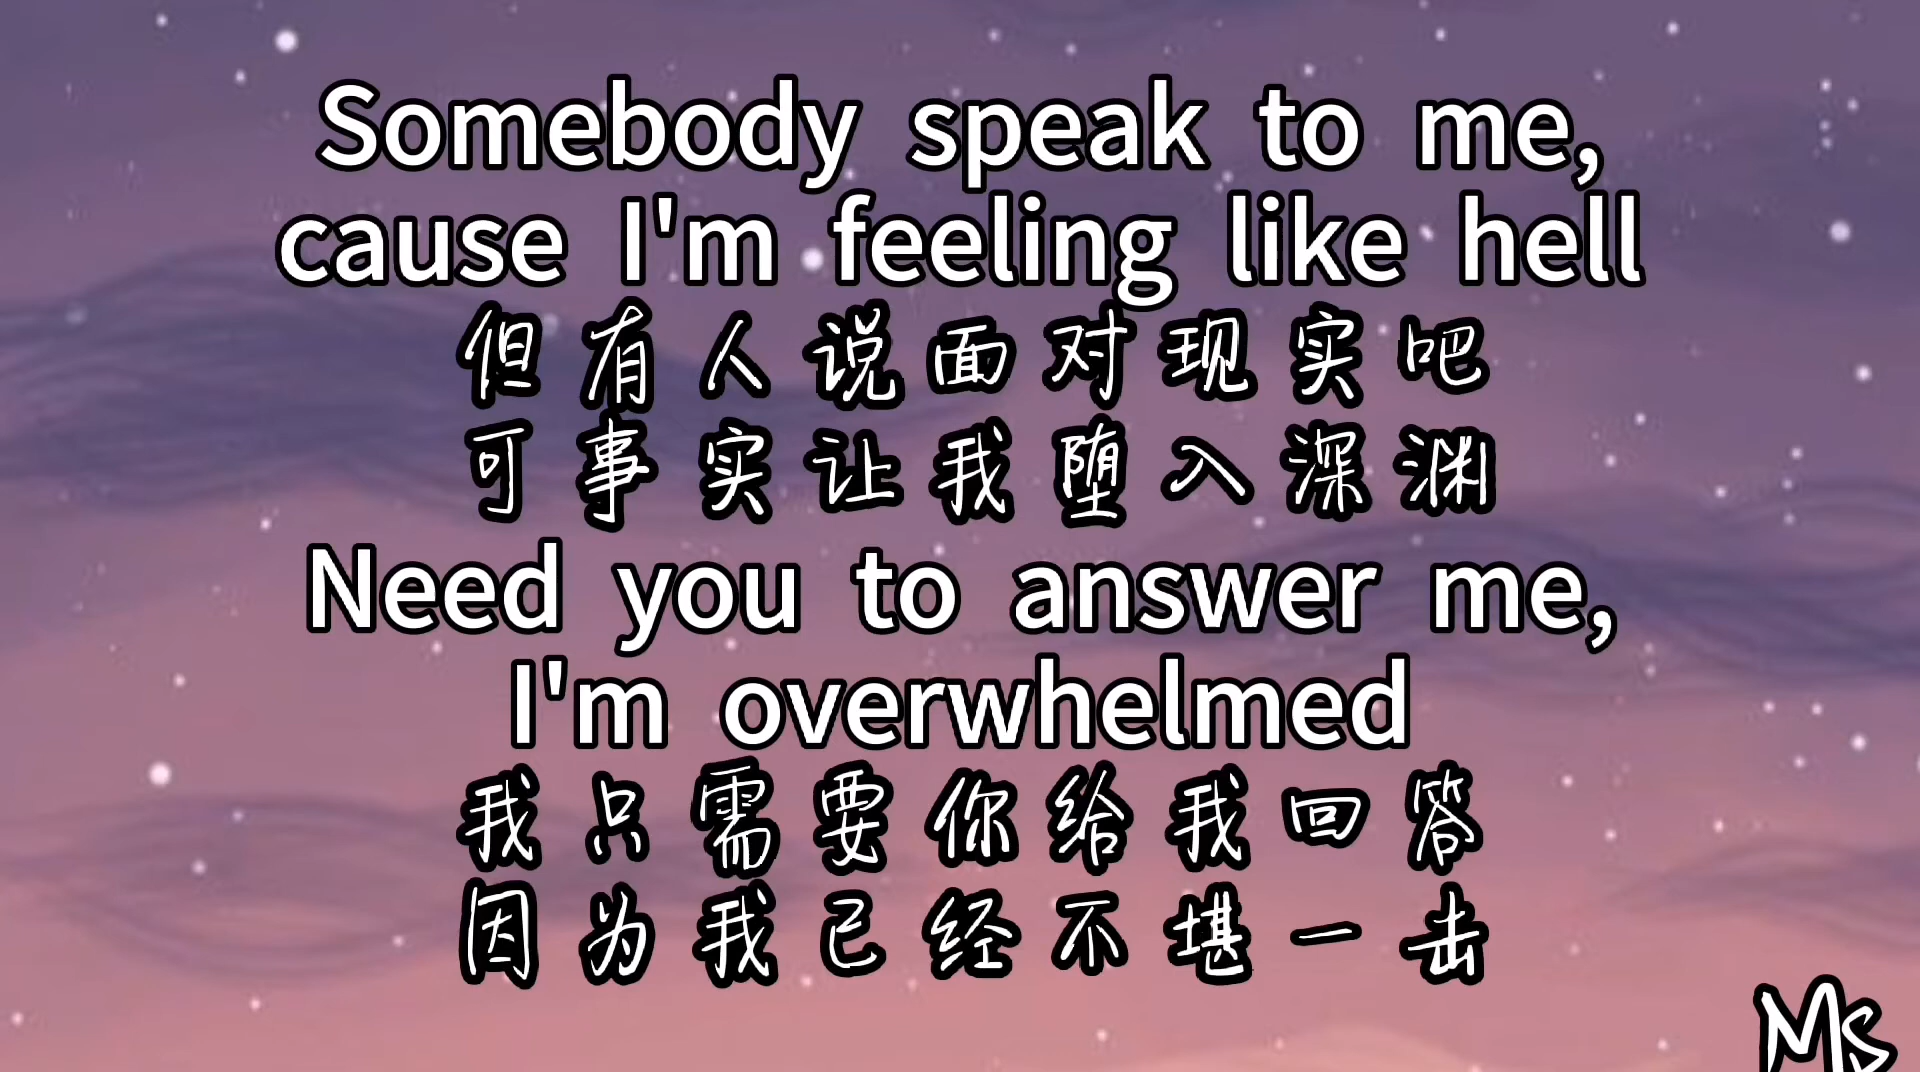 Somebody speak to me,
cause I'm feeling like hell
但有人说面对现实吧
可事实让我堕入深渊
Need you to answer me,
I'm overwhelmed
我只需要你给我回答
因为我已经不堪一击
Ms